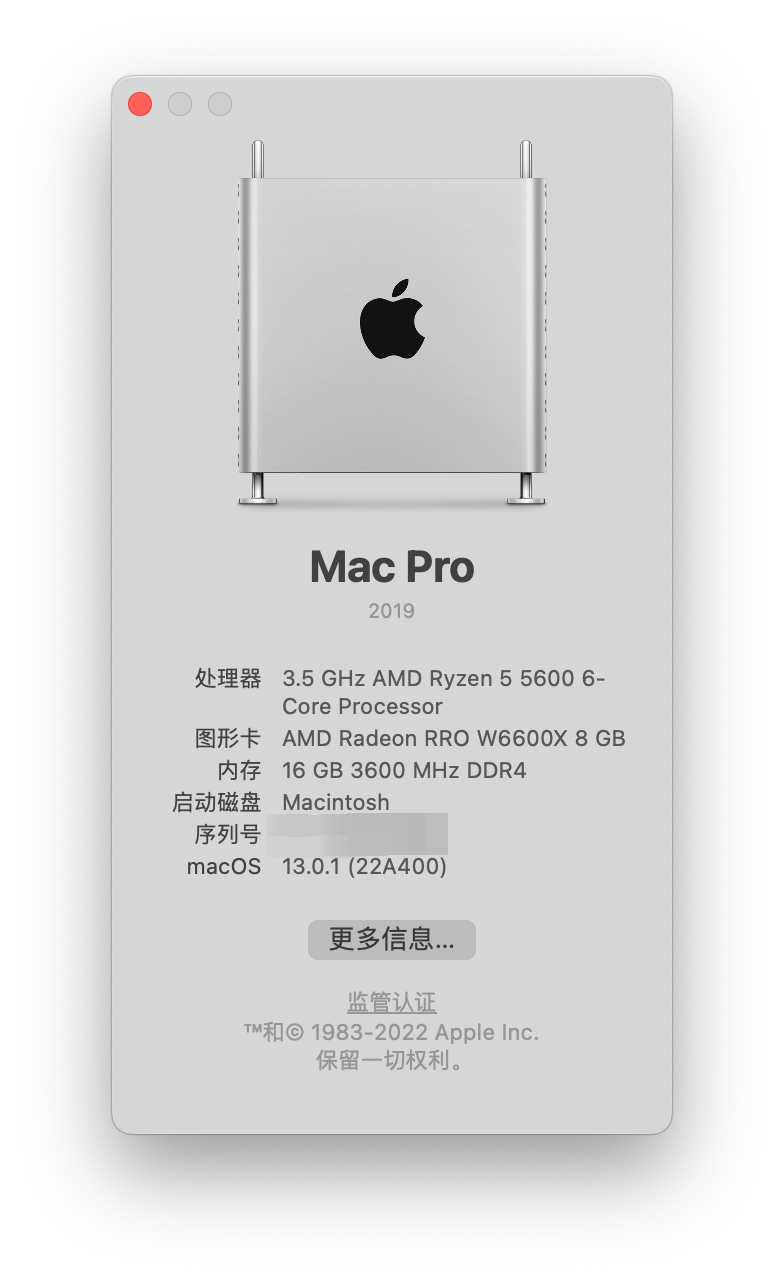 Mac Pro
2019
处理器 3.5 GHz AMD Ryzen 5 5600 6-
Core Processor
图形卡 AMD Radeon RRO W6600X 8 GB
内存 16 GB 3600 MHz DDR4
启动磁盘 Macintosh
序列号
macOS 13.0.1 (22A400)
更多信息...
监管认证
™和© 1983-2022 Apple Inc.
保留一切权利。